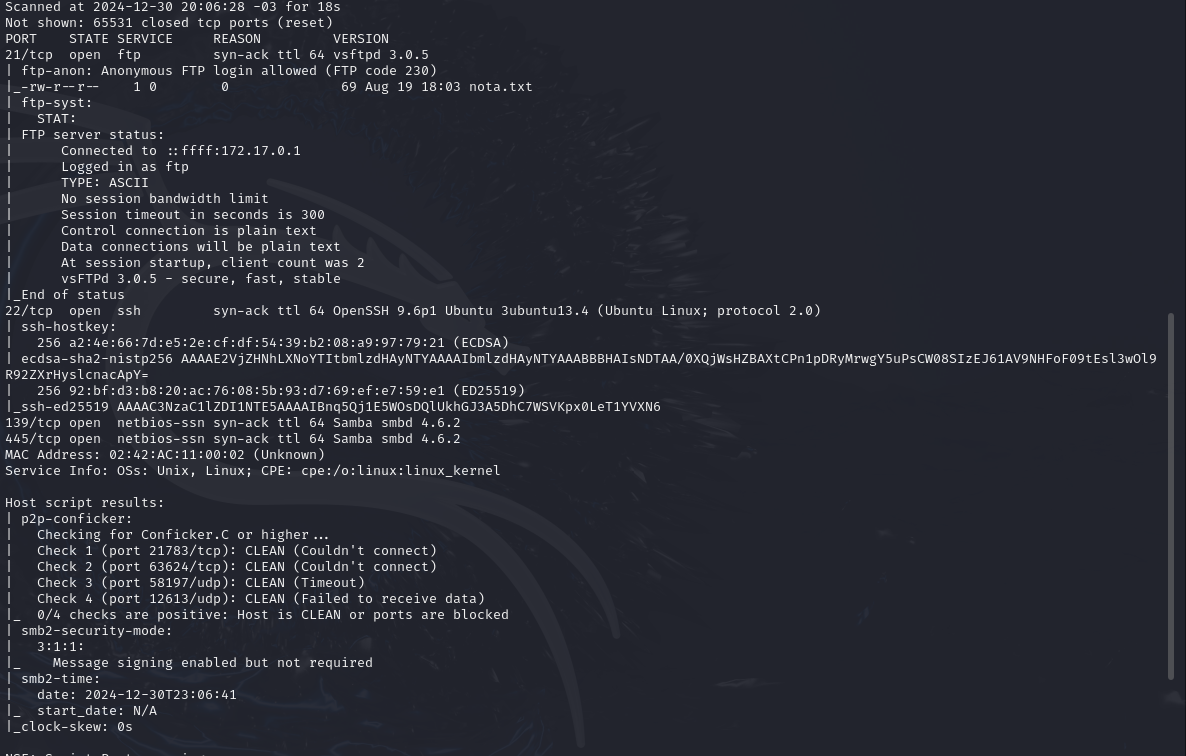 Scanned at 2024-12-30 20:06:28 -03 for 18s
Not shown: 65531 closed tcp ports (reset)
PORT    STATE SERVICE     REASON         VERSION
21/tcp  open  ftp         syn-ack ttl 64 vsftpd 3.0.5
| ftp-anon: Anonymous FTP login allowed (FTP code 230)
|_-rw-r--r--    1 0        0              69 Aug 19 18:03 nota.txt
| ftp-syst:
|   STAT:
| FTP server status:
|      Connected to ::ffff:172.17.0.1
|      Logged in as ftp
|      TYPE: ASCII
|      No session bandwidth limit
|      Session timeout in seconds is 300
|      Control connection is plain text
|      Data connections will be plain text
|      At session startup, client count was 2
|      vsFTPd 3.0.5 - secure, fast, stable
|_End of status
22/tcp  open  ssh         syn-ack ttl 64 OpenSSH 9.6p1 Ubuntu 3ubuntu13.4 (Ubuntu Linux; protocol 2.0)
| ssh-hostkey:
|   256 a2:4e:66:7d:e5:2e:cf:df:54:39:b2:08:a9:97:79:21 (ECDSA)
| ecdsa-sha2-nistp256 AAAAE2VjZHNhLXNoYTItbmlzdHAyNTYAAAAIbmlzdHAyNTYAAABBBHAIsNDTAA/0XQjWsHZBAXtCPn1pDRyMrwgY5uPsCW08SIzEJ61AV9NHFoF09tEsl3wOl9
R92ZXrHyslcnacApY=
|   256 92:bf:d3:b8:20:ac:76:08:5b:93:d7:69:ef:e7:59:e1 (ED25519)
|_ssh-ed25519 AAAAC3NzaC1lZDI1NTE5AAAAIBnq5Qj1E5WOsDQlUkhGJ3A5DhC7WSVKpx0LeT1YVXN6
139/tcp open  netbios-ssn syn-ack ttl 64 Samba smbd 4.6.2
445/tcp open  netbios-ssn syn-ack ttl 64 Samba smbd 4.6.2
MAC Address: 02:42:AC:11:00:02 (Unknown)
Service Info: OSs: Unix, Linux; CPE: cpe:/o:linux:linux_kernel

Host script results:
| p2p-conficker:
|   Checking for Conficker.C or higher...
|   Check 1 (port 21783/tcp): CLEAN (Couldn't connect)
|   Check 2 (port 63624/tcp): CLEAN (Couldn't connect)
|   Check 3 (port 58197/udp): CLEAN (Timeout)
|   Check 4 (port 12613/udp): CLEAN (Failed to receive data)
|_  0/4 checks are positive: Host is CLEAN or ports are blocked
| smb2-security-mode:
|   3:1:1:
|_    Message signing enabled but not required
| smb2-time:
|   date: 2024-12-30T23:06:41
|_  start_date: N/A
|_clock-skew: 0s